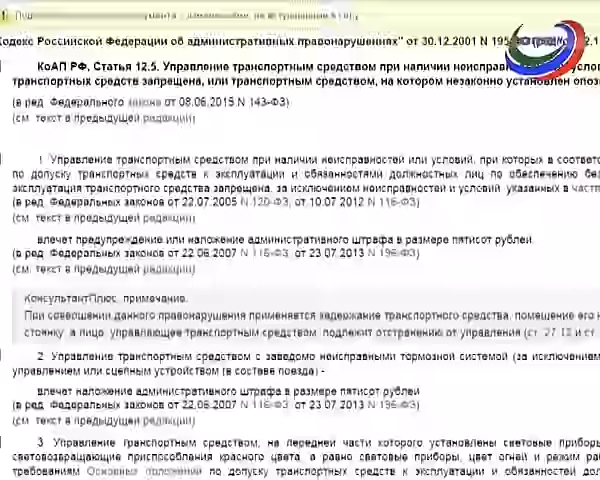 Кодекс Российской Федерации об административных правонарушениях" от 30.12.2001 N 195
КоАП РФ, Статья 12.5. Управление транспортным средством при наличии неисправ
транспортных средств запрещена, или транспортным средством, на котором незаконно установлен опоз
(в ред. Федерального закона от 08.06.2015 N 143-ФЗ)
(см. текст в предыдущей редакции)
1. Управление транспортным средством при наличии неисправностей или условий, при которых в соответс
по допуску транспортных средств к эксплуатации и обязанностями должностных лиц по обеспечению без
эксплуатация транспортного средства запрещена, за исключением неисправностей и условий, указанных в част
(в ред. Федеральных законов от 22.07.2005 N 120-ФЗ, от 10.07.2012 N 116-ФЗ)
(см. текст в предыдущей редакции)
влечет предупреждение или наложение административного штрафа в размере пятисот рублей.
(в ред. Федеральных законов от 22.06.2007 N 116-ФЗ, от 23.07.2013 N 196-ФЗ)
(см. текст в предыдущей редакции)
КонсультантПлюс: примечание.
При совершении данного правонарушения применяется задержание транспортного средства, помещение его н
стоянку, а лицо, управляющее транспортным средством, подлежит отстранению от управления (ст. 27.13 и ст.
2. Управление транспортным средством с заведомо неисправными тормозной системой (за исключением
управлением или сцепным устройством (в составе поезда) -
влечет наложение административного штрафа в размере пятисот рублей.
(в ред. Федеральных законов от 22.06.2007 N 116-ФЗ, от 23.07.2013 N 196-ФЗ)
(см. текст в предыдущей редакции)
3. Управление транспортным средством, на передней части которого установлены световые прибор
световозвращающие приспособления красного цвета, а равно световые приборы, цвет огней и режим ра
требованиям Основных положений по допуску транспортных средств к эксплуатации и обязанностей дол